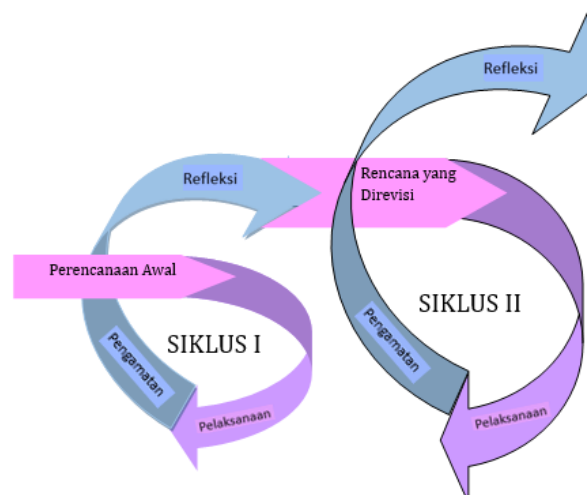 Perencanaan Awal
Pelaksanaan
Pengamatan
Refleksi
SIKLUS I
Rencana yang
Direvisi
Pelaksanaan
Pengamatan
Refleksi
SIKLUS II